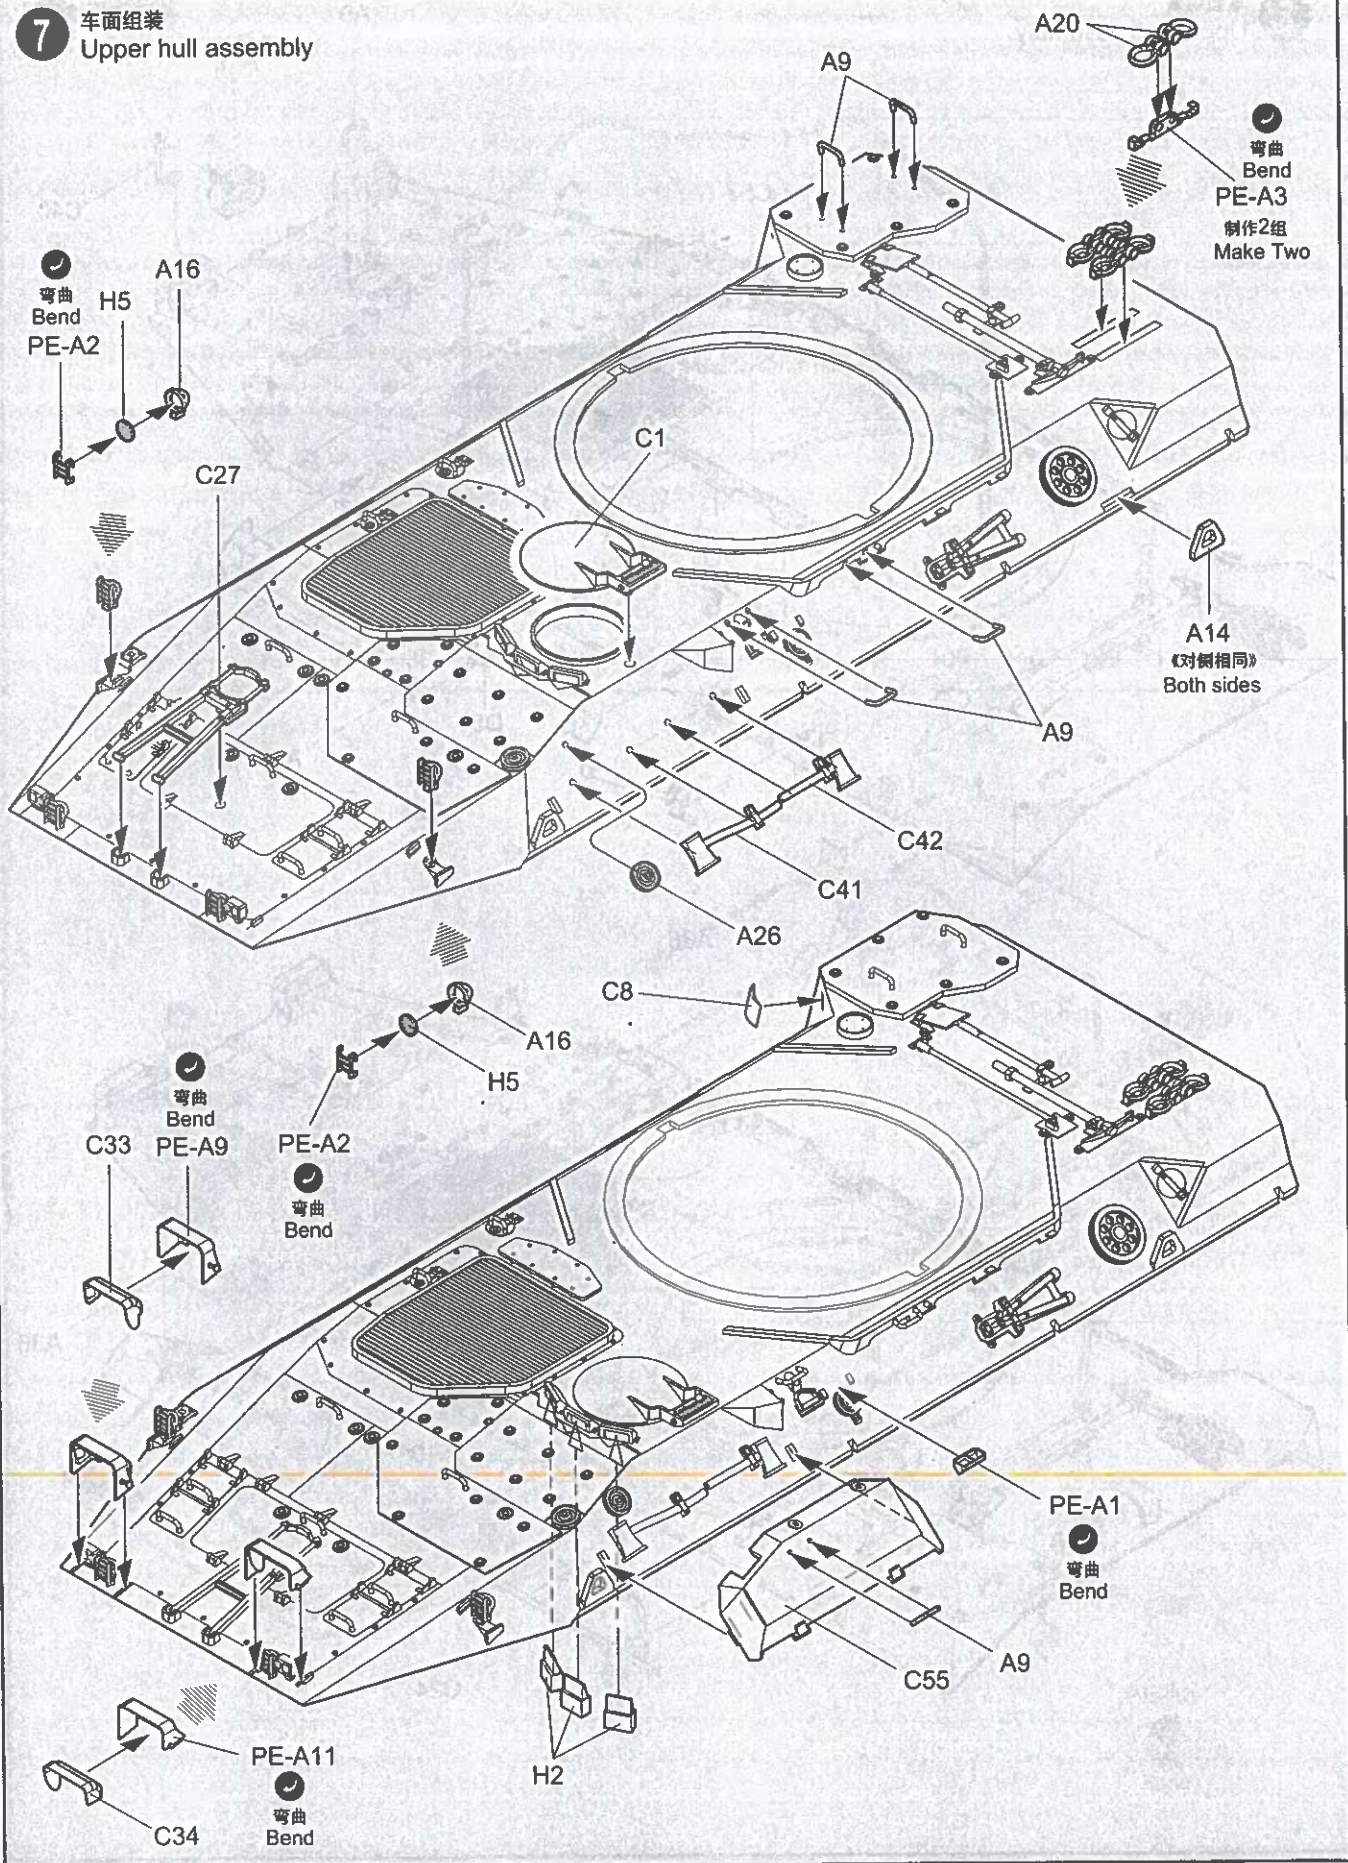 7
车面组装
Upper hull assembly
A20
A9
弯曲
Bend
PE-A3
制作2组
Make Two
弯曲
Bend
PE-A2
H5
A16
C27
C1
A14
《对侧相同》
Both sides
A9
C42
C41
A26
C8
A16
H5
PE-A2
弯曲
Bend
弯曲
Bend
PE-A9
C33
PE-A1
弯曲
Bend
A9
C55
H2
PE-A11
弯曲
Bend
C34